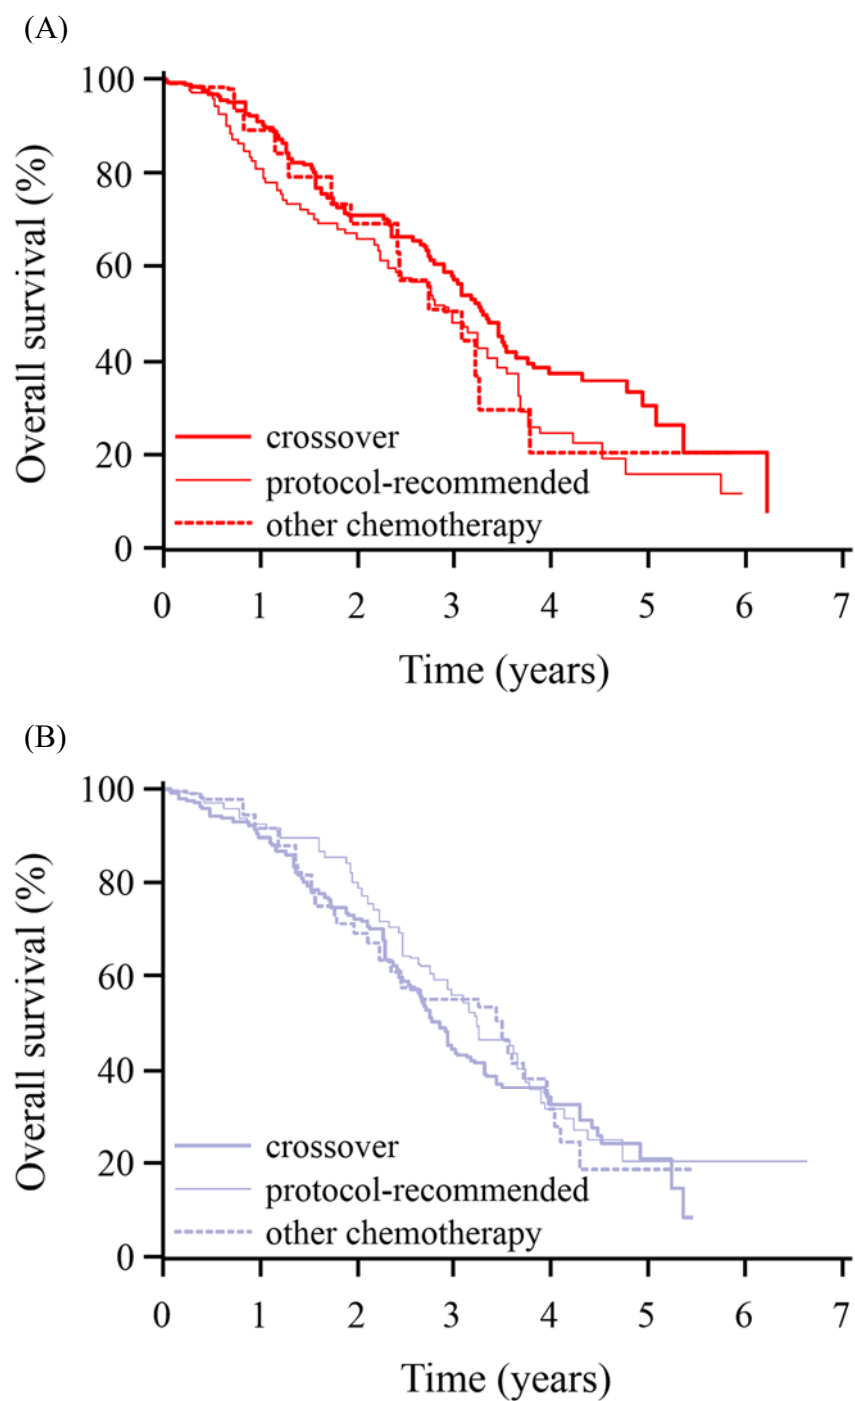 (A)
Overall survival (%)
100
80
60
40
20
0
crossover
protocol-recommended
other chemotherapy
0 1 2 3 4 5 6 7
Time (years)
(B)
Overall survival (%)
100
80
60
40
20
0
crossover
protocol-recommended
other chemotherapy
0 1 2 3 4 5 6 7
Time (years)